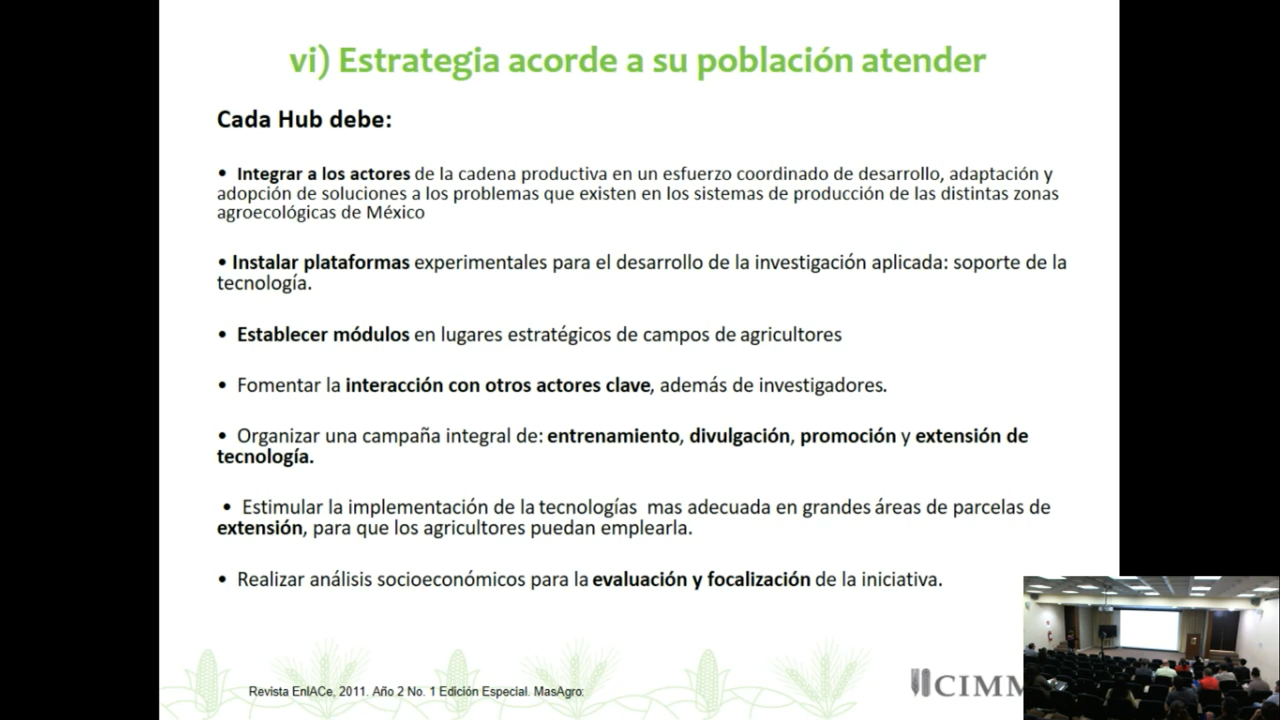 vi) Estrategia acorde a su población atender
Cada Hub debe:
• Integrar a los actores de la cadena productiva en un esfuerzo coordinado de desarrollo, adaptación y
adopción de soluciones a los problemas que existen en los sistemas de producción de las distintas zonas
agroecológicas de México
• Instalar plataformas experimentales para el desarrollo de la investigación aplicada: soporte de la
tecnología.
• Establecer módulos en lugares estratégicos de campos de agricultores
• Fomentar la interacción con otros actores clave, además de investigadores.
• Organizar una campaña integral de: entrenamiento, divulgación, promoción y extensión de
tecnología.
• Estimular la implementación de la tecnologías mas adecuada en grandes áreas de parcelas de
extensión, para que los agricultores puedan emplearla.
• Realizar análisis socioeconómicos para la evaluación y focalización de la iniciativa.
Revista EnlACe, 2011. Año 2 No. 1 Edición Especial. MasAgro: